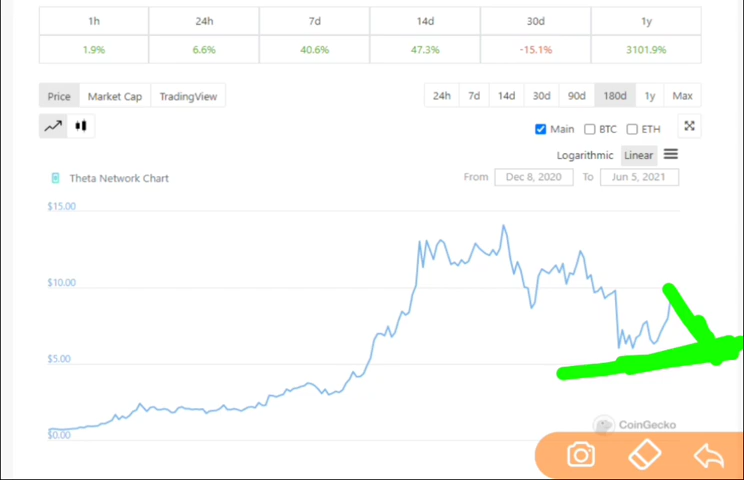 1h 24h 7d 14d 30d 1y
1.9% 6.6% 40.6% 47.3% -15.1% 3101.9%
Price Market Cap TradingView 24h 7d 14d 30d 90d 180d 1y Max
Main BTC ETH
Logarithmic Linear
Theta Network Chart From Dec 8, 2020 To Jun 5, 2021
$15.00
$10.00
$5.00
$0.00
CoinGecko